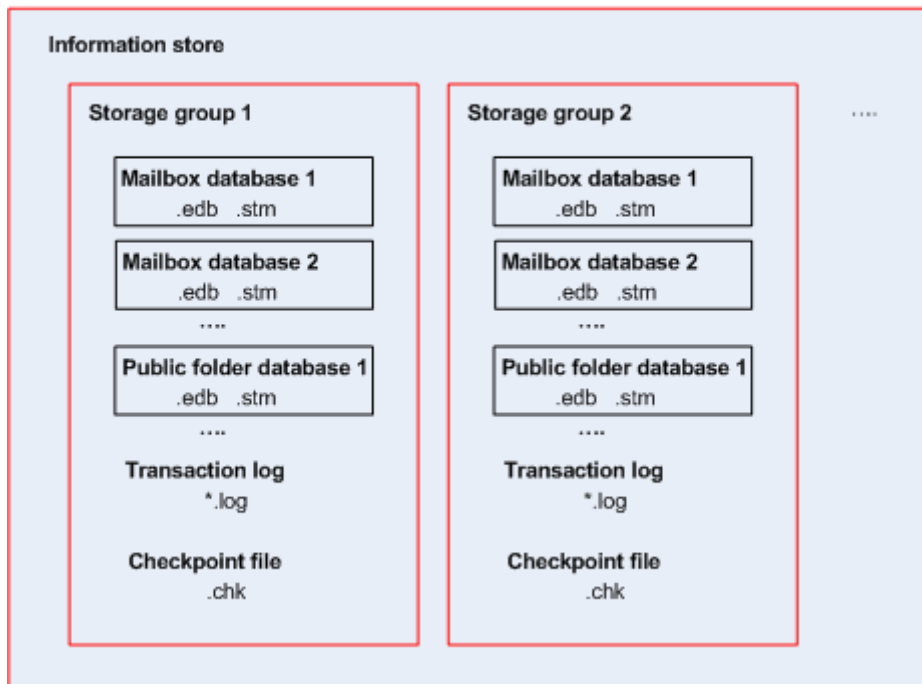 Information store
Storage group 1
Mailbox database 1
.edb .stm
Mailbox database 2
.edb .stm
....
Public folder database 1
.edb .stm
....
Transaction log
*.log
Checkpoint file
.chk
Storage group 2
Mailbox database 1
.edb .stm
Mailbox database 2
.edb .stm
....
Public folder database 1
.edb .stm
....
Transaction log
*.log
Checkpoint file
.chk
....